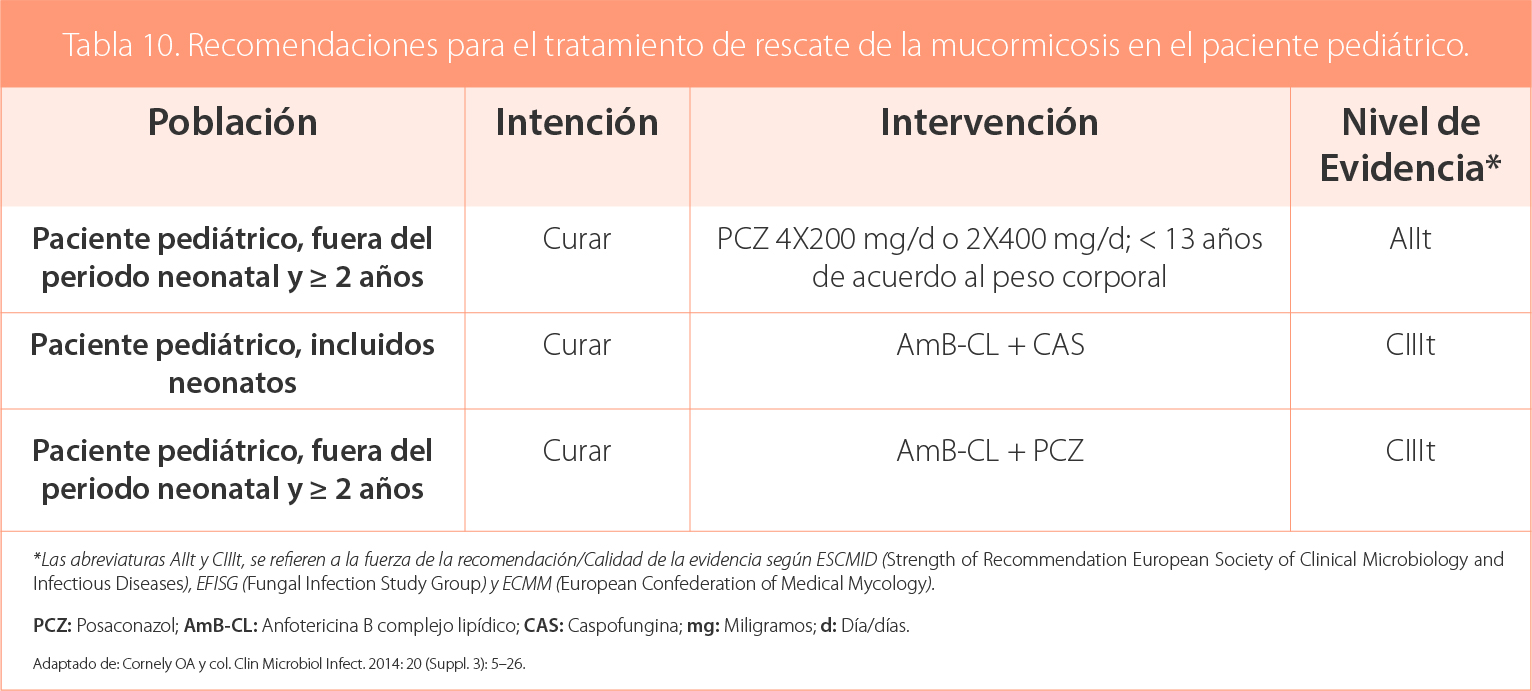 Tabla 10. Recomendaciones para el tratamiento de rescate de la mucormicosis en el paciente pediátrico.
Población
Intención
Intervención
Nivel de
Evidencia*
Paciente pediátrico, fuera del
periodo neonatal y ≥ 2 años
Curar
PCZ 4X200 mg/d o 2X400 mg/d; < 13 años
de acuerdo al peso corporal
AIIt
Paciente pediátrico, incluidos
neonatos
Curar
AmB-CL + CAS
CIIIt
Paciente pediátrico, fuera del
periodo neonatal y ≥ 2 años
Curar
AmB-CL + PCZ
CIIIt
*Las abreviaturas AIIt y CIIIt, se refieren a la fuerza de la recomendación/Calidad de la evidencia según ESCMID (Strength of Recommendation European Society of Clinical Microbiology and
Infectious Diseases), EFISG (Fungal Infection Study Group) y ECMM (European Confederation of Medical Mycology).
PCZ: Posaconazol; AmB-CL: Anfotericina B complejo lipídico; CAS: Caspofungina; mg: Miligramos; d: Día/días.
Adaptado de: Cornely OA y col. Clin Microbiol Infect. 2014: 20 (Suppl. 3): 5–26.